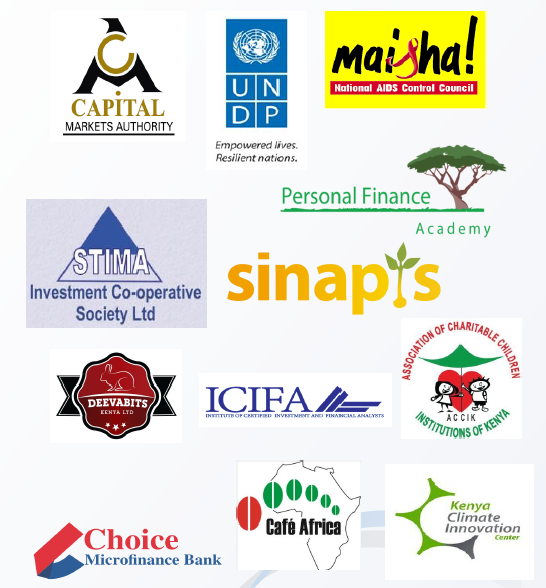 CAPITAL
MARKETS AUTHORITY
UN
DP
Empowered lives.
Resilient nations.
maisha!
National AIDS Control Council
Personal Finance
Academy
STIMA
Investment Co-operative
Society Ltd
sinapis
DEEVABITS
KENYA LTD
ICIFA
INSTITUTE OF CERTIFIED INVESTMENT AND FINANCIAL ANALYSTS
ASSOCIATION OF CHARITABLE CHILDREN
ACCIK
INSTITUTIONS OF KENYA
Choice
Microfinance Bank
Café Africa
Kenya
Climate
Innovation
Center